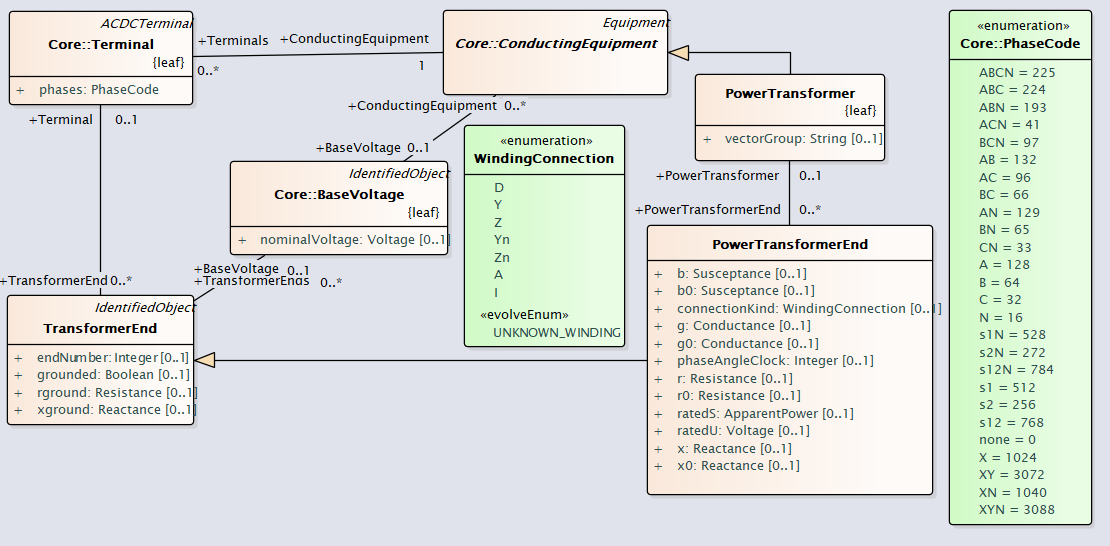 ACDCTerminal
Core::Terminal
{leaf}
+ phases: PhaseCode
+Terminals
0..*
+ConductingEquipment
1
Equipment
Core::ConductingEquipment
+Terminal 0..1
+ConductingEquipment 0..*
+BaseVoltage 0..1
IdentifiedObject
Core::BaseVoltage
{leaf}
+ nominalVoltage: Voltage [0..1]
+BaseVoltage 0..1
+TransformerEnds 0..*
+TransformerEnd 0..*
IdentifiedObject
TransformerEnd
+ endNumber: Integer [0..1]
+ grounded: Boolean [0..1]
+ rground: Resistance [0..1]
+ xground: Reactance [0..1]
«enumeration»
WindingConnection
D
Y
Z
Yn
Zn
A
I
«evolveEnum»
UNKNOWN_WINDING
PowerTransformer
{leaf}
+ vectorGroup: String [0..1]
+PowerTransformer 0..1
+PowerTransformerEnd 0..*
PowerTransformerEnd
+ b: Susceptance [0..1]
+ b0: Susceptance [0..1]
+ connectionKind: WindingConnection [0..1]
+ g: Conductance [0..1]
+ g0: Conductance [0..1]
+ phaseAngleClock: Integer [0..1]
+ r: Resistance [0..1]
+ r0: Resistance [0..1]
+ ratedS: ApparentPower [0..1]
+ ratedU: Voltage [0..1]
+ x: Reactance [0..1]
+ x0: Reactance [0..1]
«enumeration»
Core::PhaseCode
ABCN = 225
ABC = 224
ABN = 193
ACN = 41
BCN = 97
AB = 132
AC = 96
BC = 66
AN = 129
BN = 65
CN = 33
A = 128
B = 64
C = 32
N = 16
s1N = 528
s2N = 272
s12N = 784
s1 = 512
s2 = 256
s12 = 768
none = 0
X = 1024
XY = 3072
XN = 1040
XYN = 3088